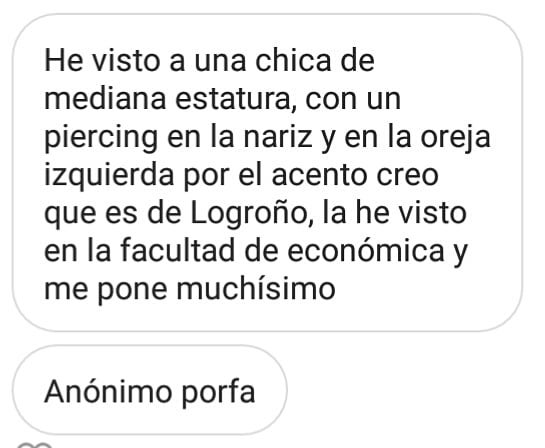 He visto a una chica de
mediana estatura, con un
piercing en la nariz y en la oreja
izquierda por el acento creo
que es de Logroño, la he visto
en la facultad de económica y
me pone muchísimo
Anónimo porfa